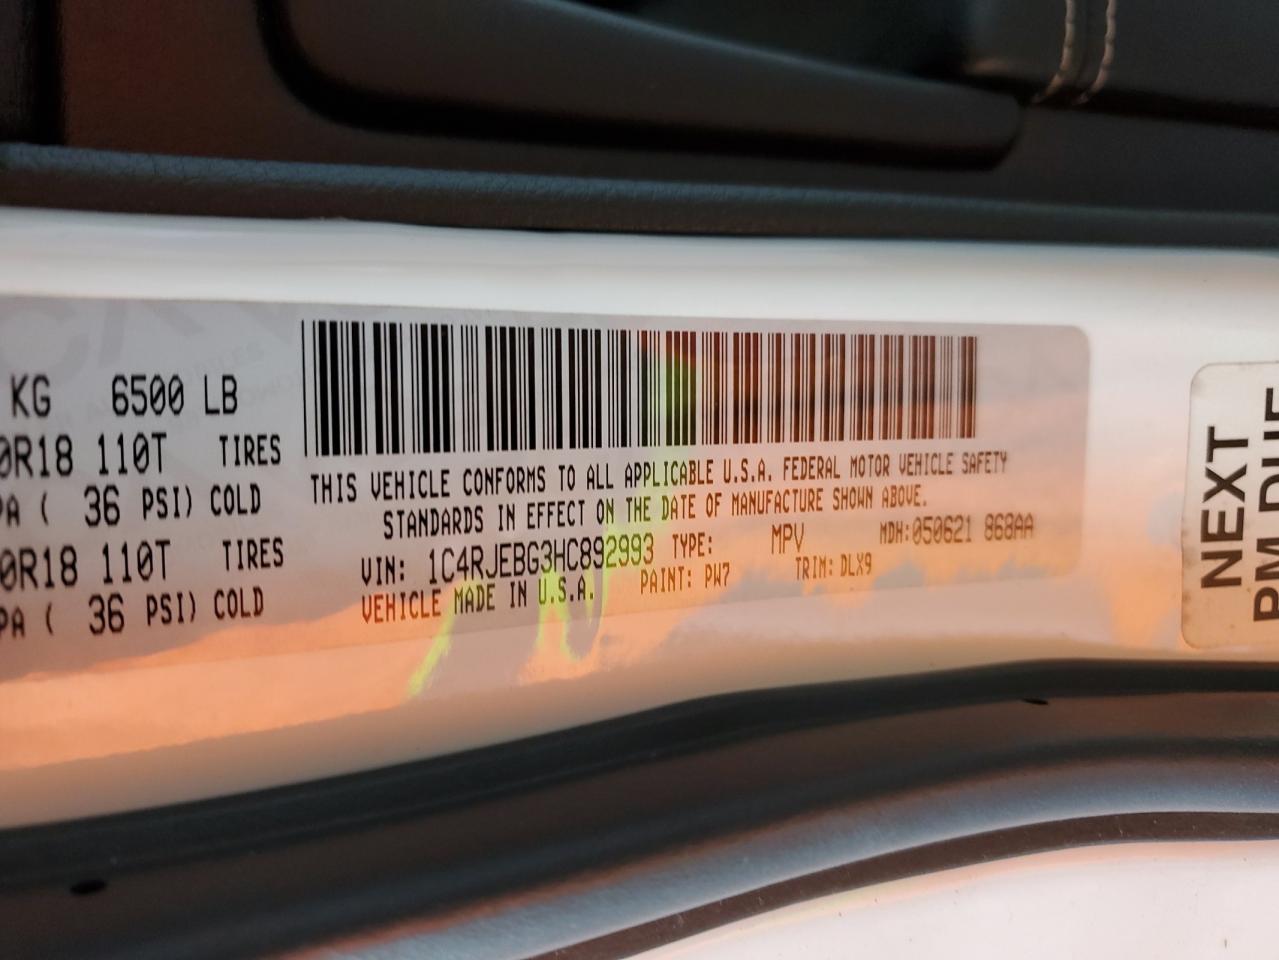 KG 6500 LB
0R18 110T TIRES
PA ( 36 PSI) COLD
0R18 110T TIRES
PA ( 36 PSI) COLD
THIS VEHICLE CONFORMS TO ALL APPLICABLE U.S.A. FEDERAL MOTOR VEHICLE SAFETY
STANDARDS IN EFFECT ON THE DATE OF MANUFACTURE SHOWN ABOVE.
VIN: 1C4RJEBG3HC892993 TYPE: MPV MDH:050621 868AA
VEHICLE MADE IN U.S.A. PAINT: PW7 TRIM: DLX9
NEXT
PM DUE